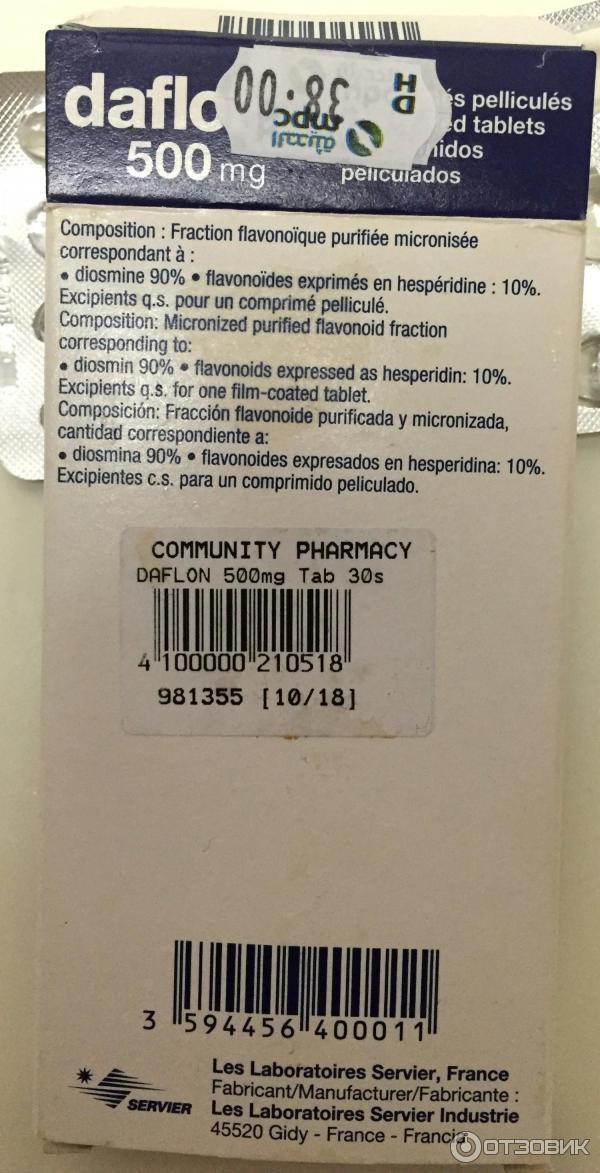 daflo
500 mg
DH
38.00
mpc
és pelliculés
ed tablets
nidos
peliculados
Composition : Fraction flavonoïque purifiée micronisée
correspondant à :
• diosmine 90% • flavonoïdes exprimés en hespéridine : 10%.
Excipients q.s. pour un comprimé pelliculé.
Composition: Micronized purified flavonoid fraction
corresponding to:
• diosmin 90% • flavonoids expressed as hesperidin: 10%.
Excipients q.s. for one film-coated tablet.
Composición: Fracción flavonoide purificada y micronizada,
cantidad correspondiente a:
• diosmina 90% • flavonoides expresados en hesperidina: 10%.
Excipientes c.s. para un comprimido peliculado.
COMMUNITY PHARMACY
DAFLON 500mg Tab 30s
4 100000 210518
981355 [10/18]
3 594456 400011
SERVIER
Les Laboratoires Servier, France
Fabricant/Manufacturer/Fabricante :
Les Laboratoires Servier Industrie
45520 Gidy - France - Francia
ОТЗОВИК